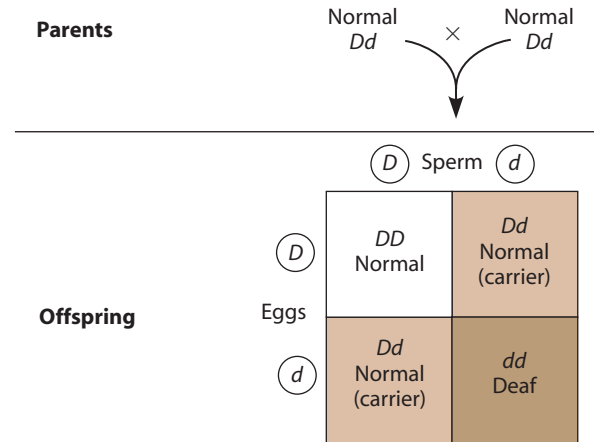 Parents
Normal × Normal
Dd Dd
D Sperm d
D
DD
Normal
Dd
Normal
(carrier)
Offspring
Eggs
d
Dd
Normal
(carrier)
dd
Deaf